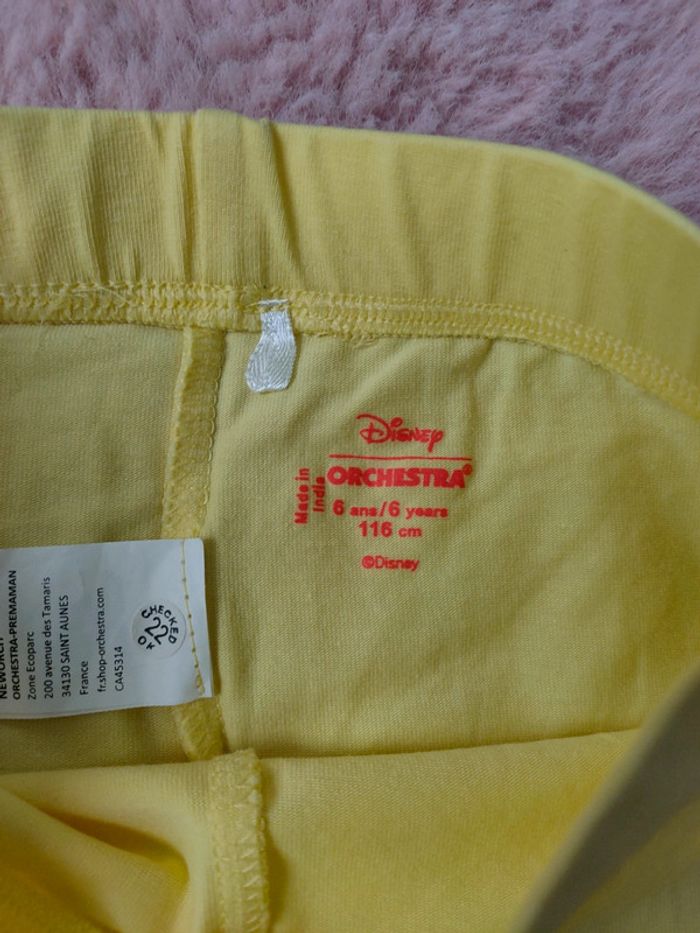 Disney
ORCHESTRA®
Made in
India
6 ans/6 years
116 cm
©Disney
NEWORCH
ORCHESTRA-PREMAMAN
Zone Ecoparc
200 avenue des Tamaris
34130 SAINT AUNES
France
fr.shop-orchestra.com
CA45314
CHECKED
22
OK